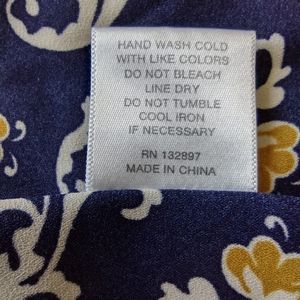 HAND WASH COLD
WITH LIKE COLORS
DO NOT BLEACH
LINE DRY
DO NOT TUMBLE
COOL IRON
IF NECESSARY
RN 132897
MADE IN CHINA